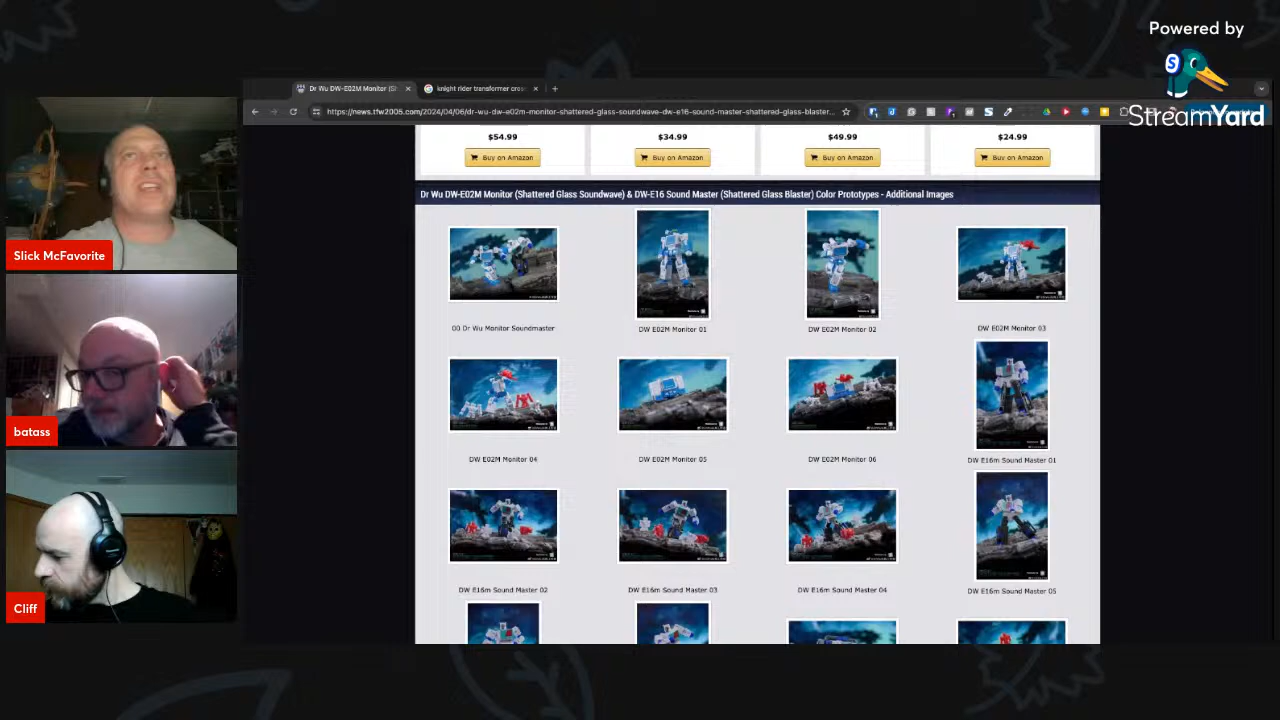 Powered by
StreamYard
Dr Wu DW-E02M Monitor (Sh
knight rider transformer cro
https://news.tfw2005.com/2024/04/06/dr-wu-dw-e02m-monitor-shattered-glass-soundwave-dw-e16-sound-master-shattered-glass-blaster...
$54.99
$34.99
$49.99
$24.99
Buy on Amazon
Buy on Amazon
Buy on Amazon
Buy on Amazon
Dr Wu DW-E02M Monitor (Shattered Glass Soundwave) & DW-E16 Sound Master (Shattered Glass Blaster) Color Prototypes - Additional Images
00 Dr Wu Monitor Soundmaster
DW E02M Monitor 01
DW E02M Monitor 02
DW E02M Monitor 03
DW E02M Monitor 04
DW E02M Monitor 05
DW E02M Monitor 06
DW E16m Sound Master 01
DW E16m Sound Master 02
DW E16m Sound Master 03
DW E16m Sound Master 04
DW E16m Sound Master 05
Slick McFavorite
batass
Cliff